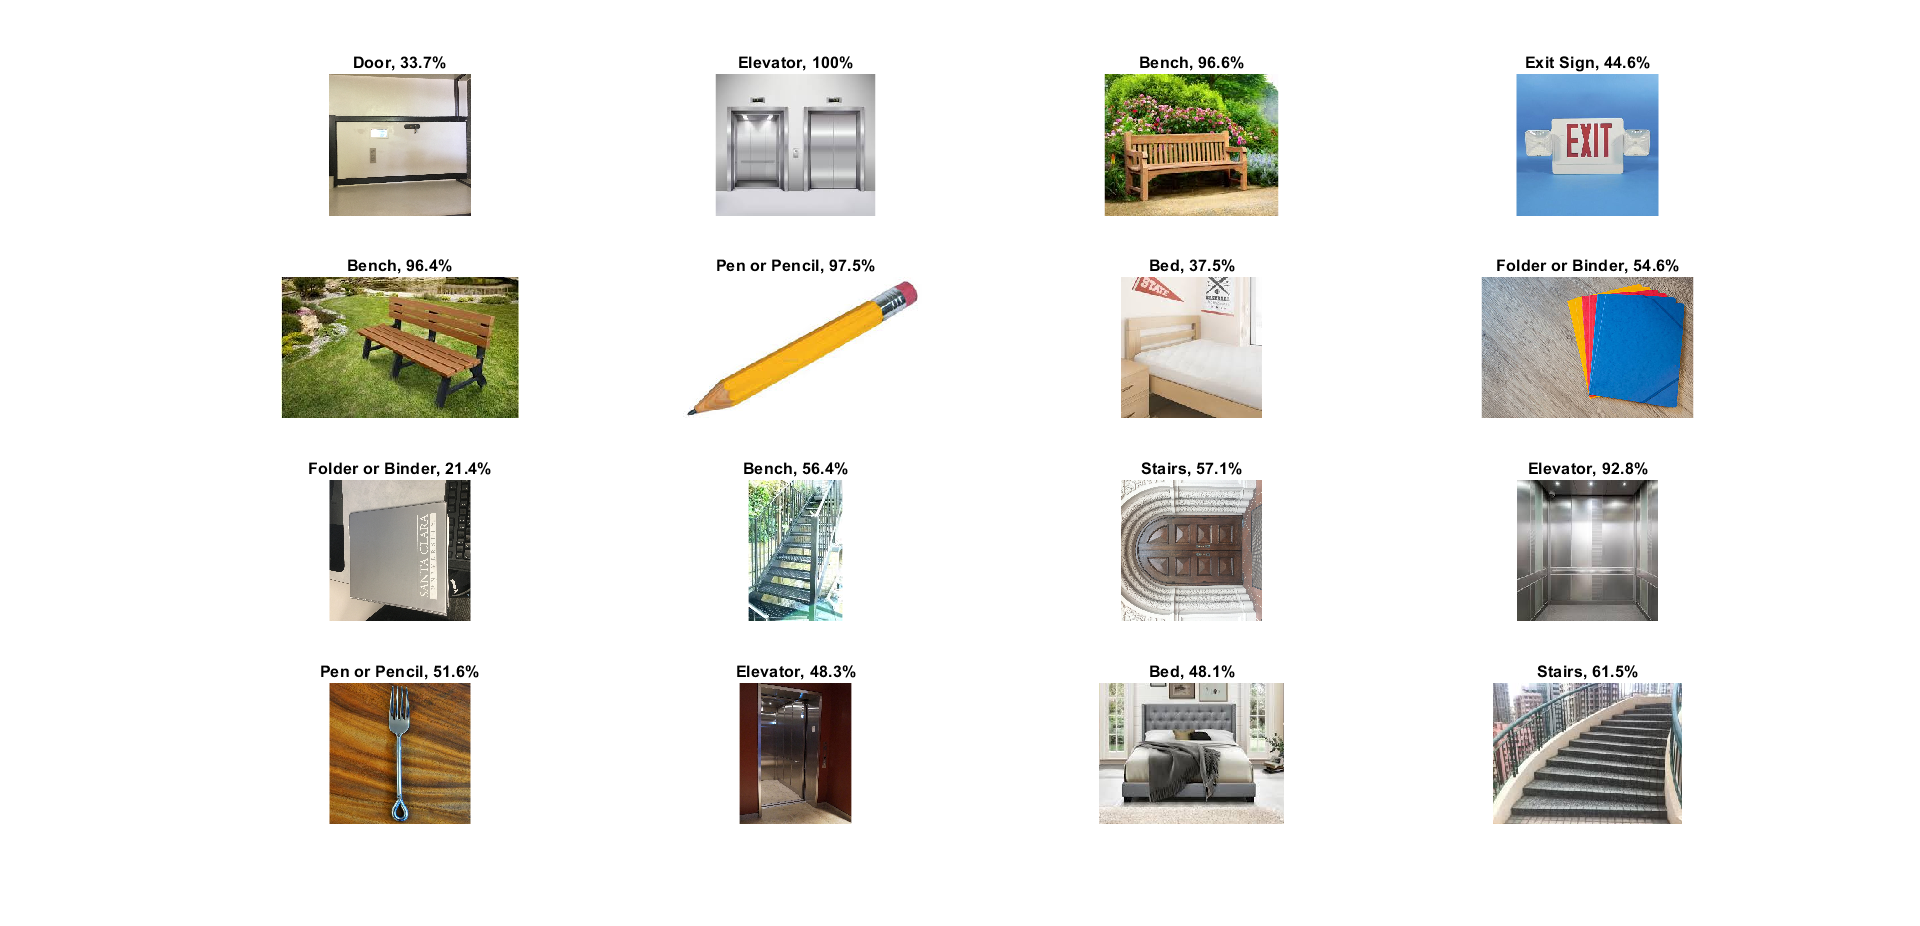 Door, 33.7%
Elevator, 100%
Bench, 96.6%
Exit Sign, 44.6%
EXIT
Bench, 96.4%
Pen or Pencil, 97.5%
Bed, 37.5%
STATE
BASEBALL
Folder or Binder, 54.6%
Folder or Binder, 21.4%
SANTA CLARA
UNIVERSITY
Bench, 56.4%
Stairs, 57.1%
Elevator, 92.8%
Pen or Pencil, 51.6%
Elevator, 48.3%
Bed, 48.1%
Stairs, 61.5%